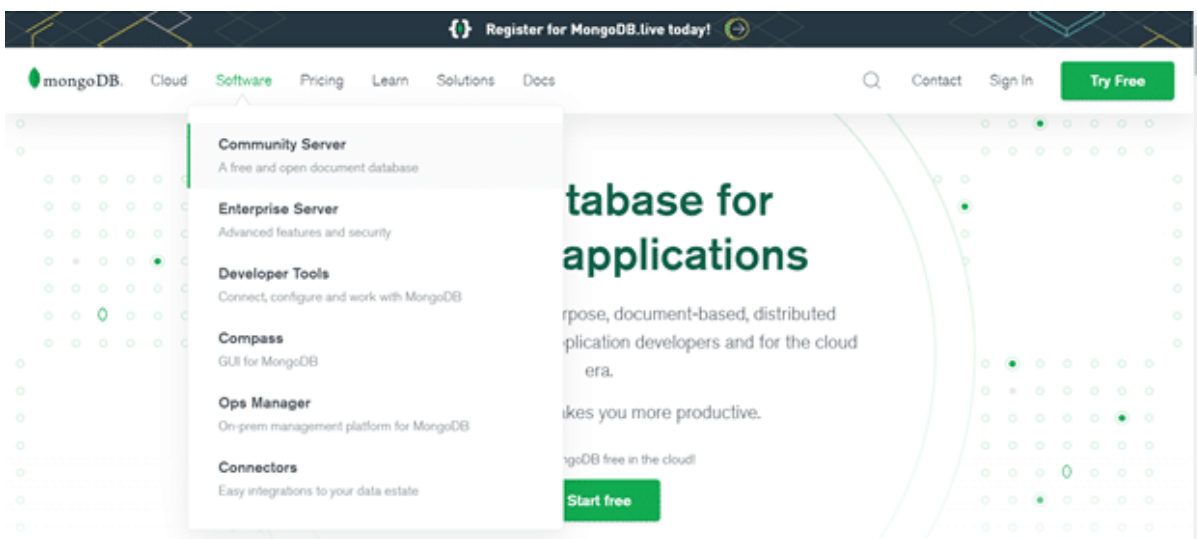 Register for MongoDB.live today!
mongoDB. Cloud Software Pricing Learn Solutions Docs Contact Sign In Try Free
Community Server
A free and open document database
Enterprise Server
Advanced features and security
Developer Tools
Connect, configure and work with MongoDB
Compass
GUI for MongoDB
Ops Manager
On-prem management platform for MongoDB
Connectors
Easy integrations to your data estate
tabase for
applications
rpose, document-based, distributed
plication developers and for the cloud
era.
kes you more productive.
ngoDB free in the cloud!
Start free